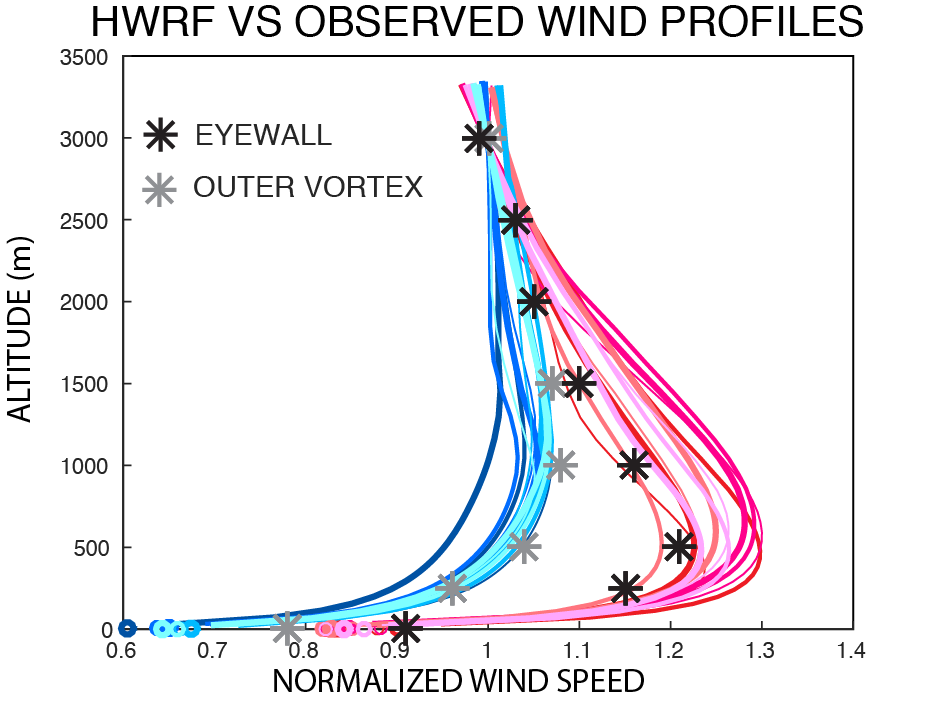 HWRF VS OBSERVED WIND PROFILES
3500
3000
2500
2000
1500
1000
500
0
ALTITUDE (m)
EYEWALL
OUTER VORTEX
0.6 0.7 0.8 0.9 1 1.1 1.2 1.3 1.4
NORMALIZED WIND SPEED